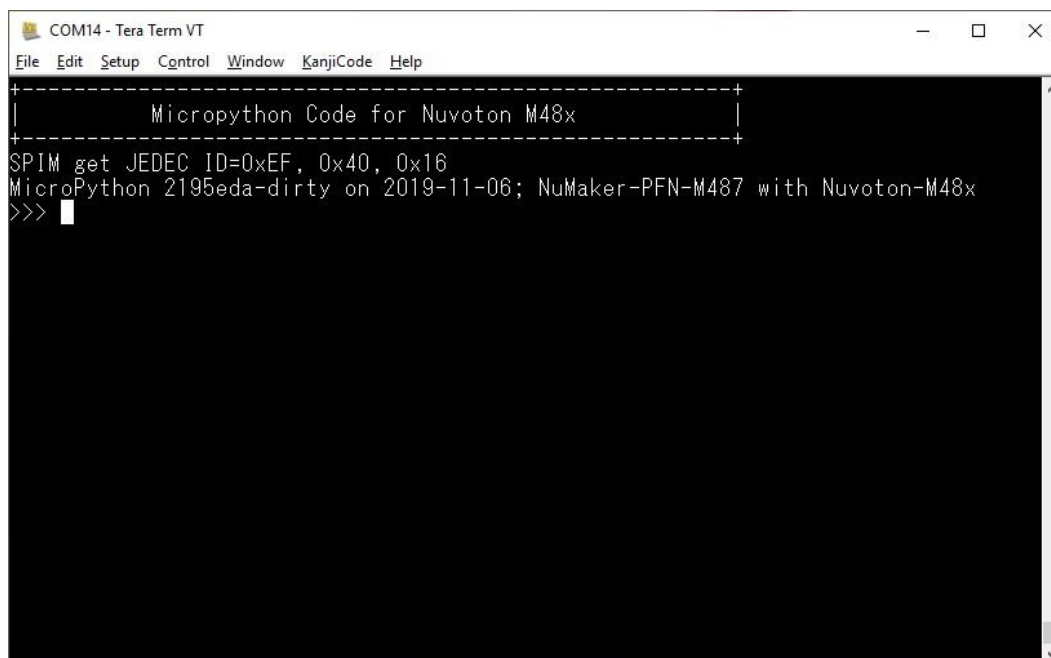 COM14 - Tera Term VT
File Edit Setup Control Window KanjiCode Help
+------------------------------------------------------+
| Micropython Code for Nuvoton M48x |
+------------------------------------------------------+
SPIM get JEDEC ID=0xEF, 0x40, 0x16
MicroPython 2195eda-dirty on 2019-11-06; NuMaker-PFN-M487 with Nuvoton-M48x
>>>